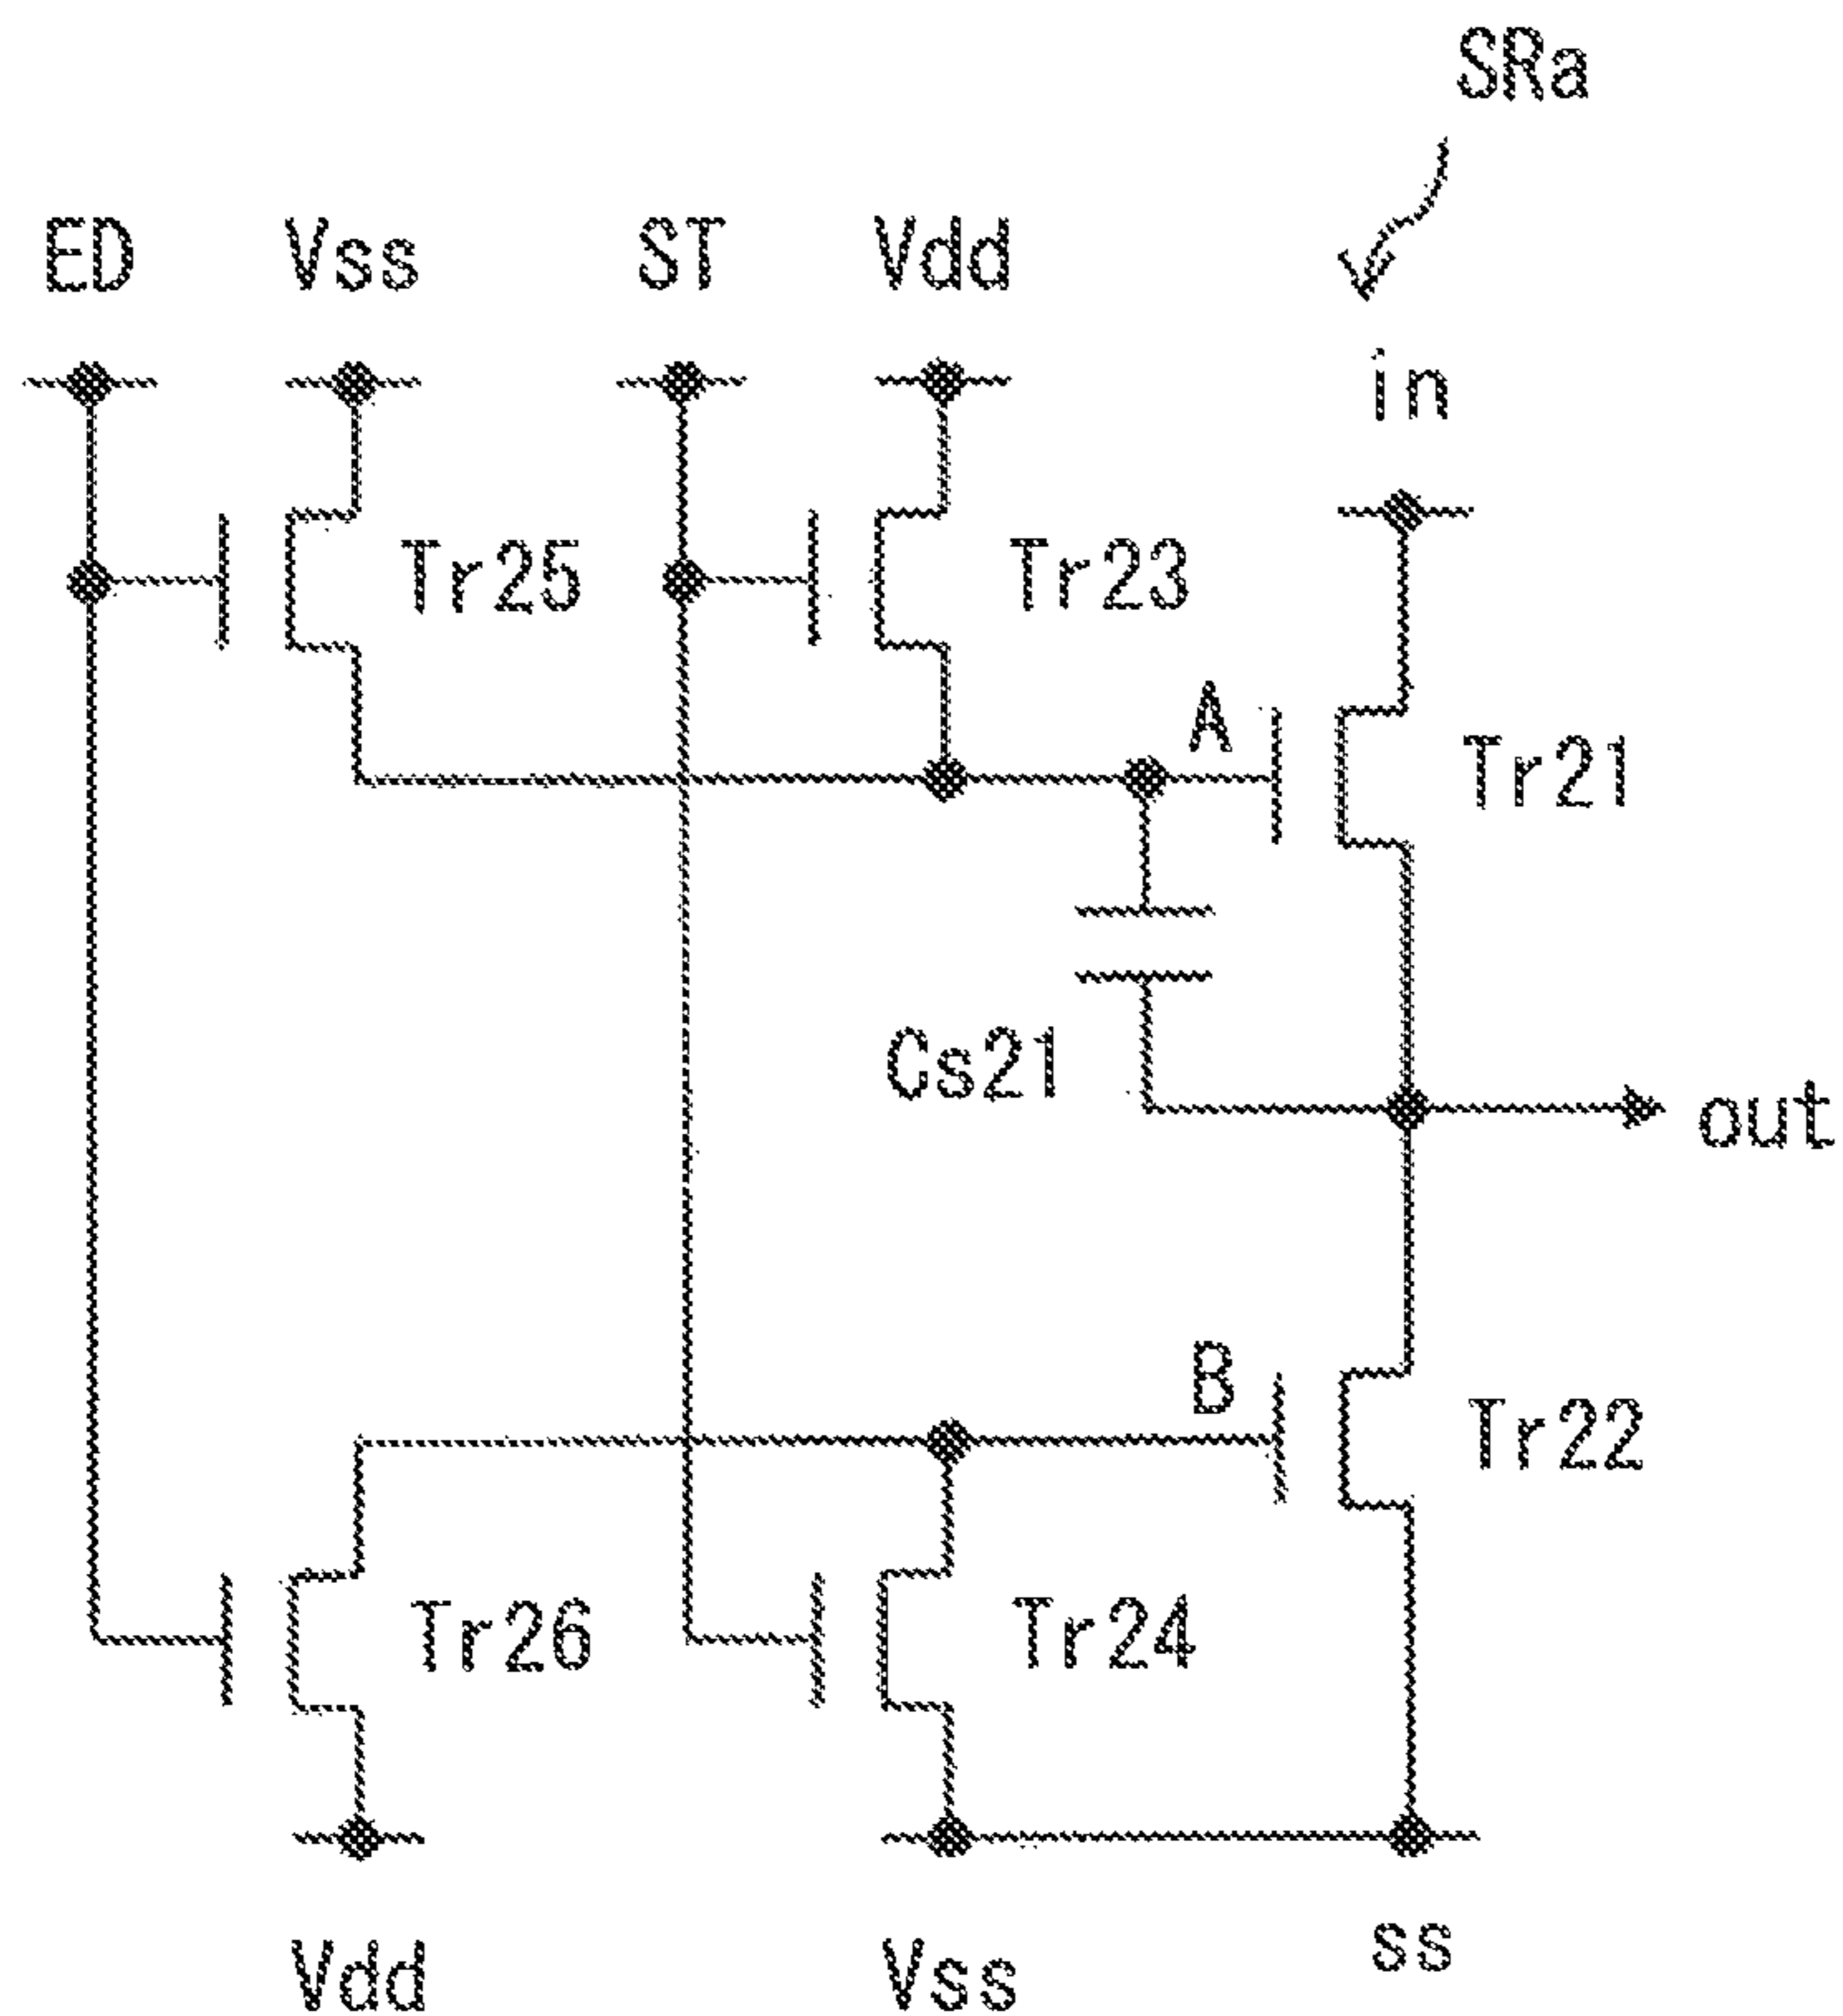 SRa
ED Vss ST Vdd
in
Tr25 Tr23
A
Tr21
Cs21
out
B
Tr22
Tr26 Tr24
Vdd Vss ss